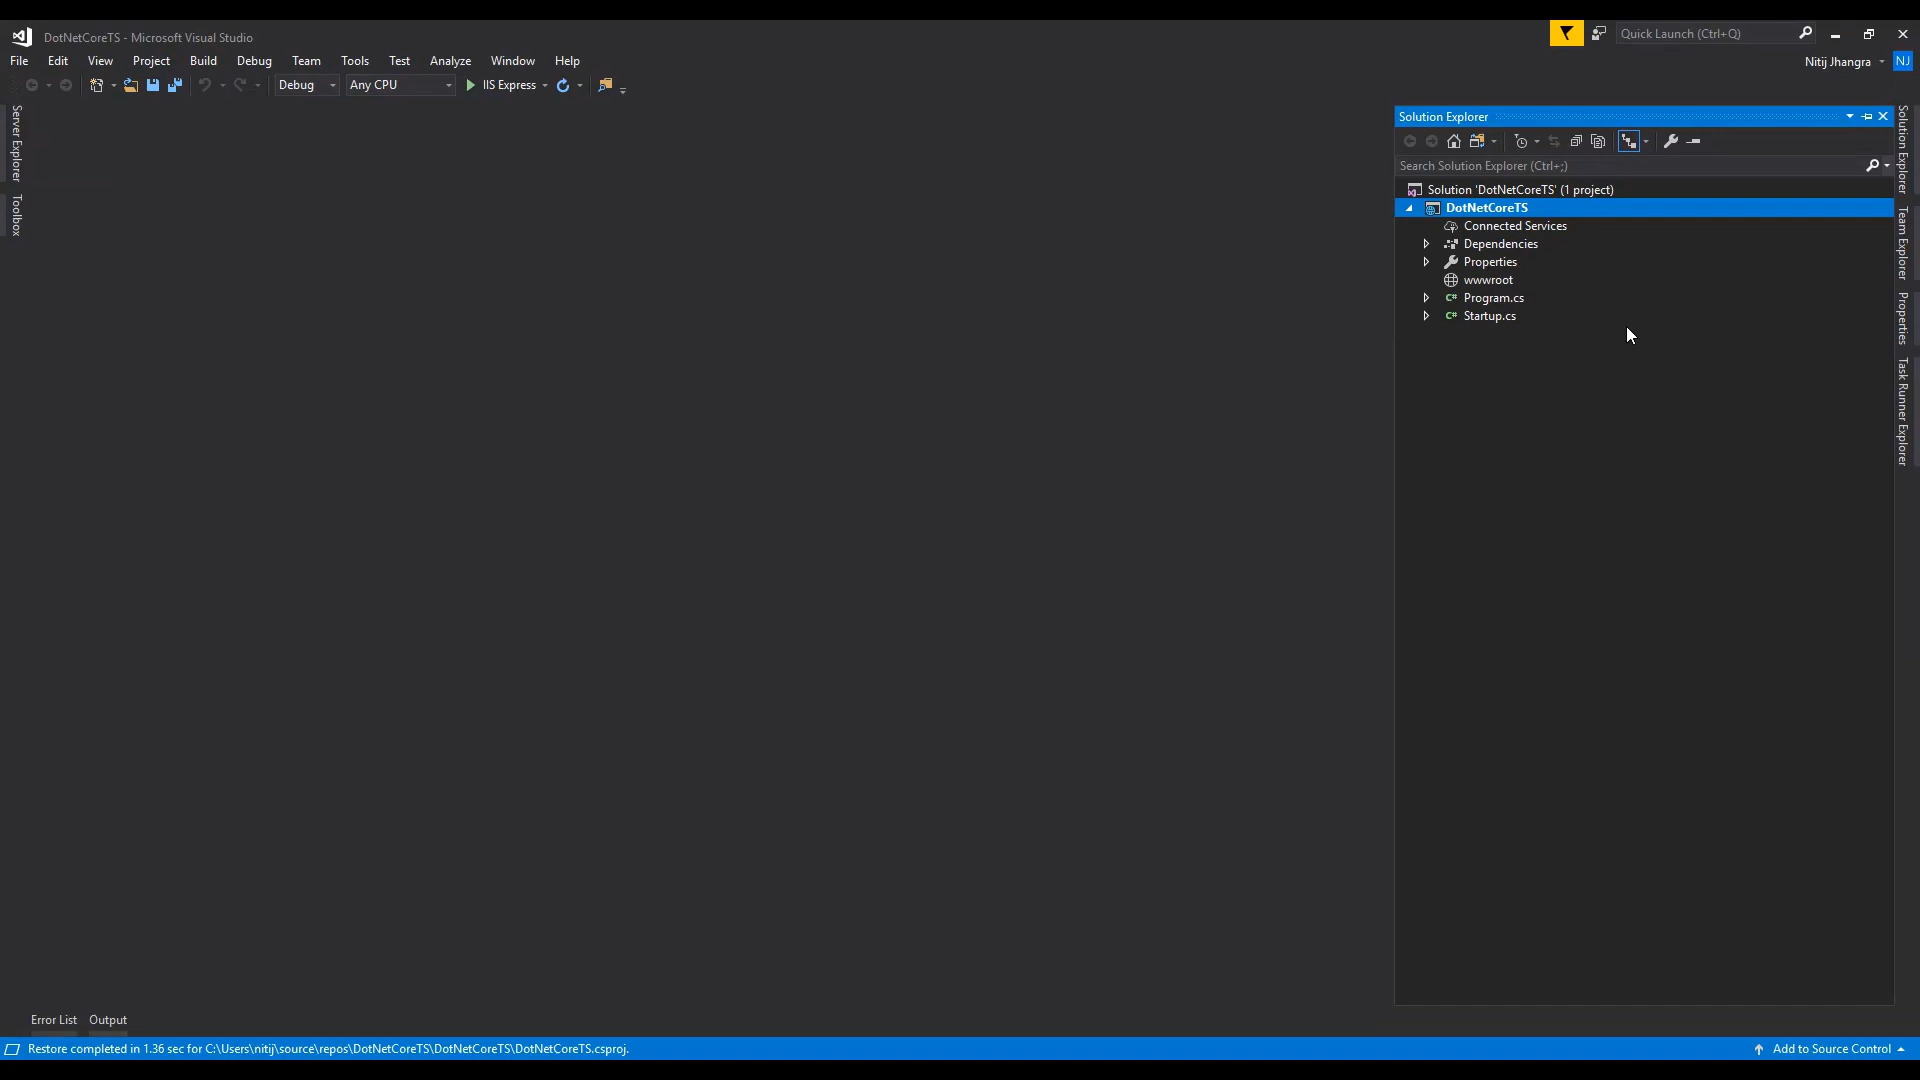 DotNetCoreTS - Microsoft Visual Studio
Quick Launch (Ctrl+Q)
File Edit View Project Build Debug Team Tools Test Analyze Window Help
Nitij Jhangra NJ
Debug Any CPU IIS Express
Server Explorer
Toolbox
Solution Explorer
Search Solution Explorer (Ctrl+;)
Solution 'DotNetCoreTS' (1 project)
DotNetCoreTS
Connected Services
Dependencies
Properties
wwwroot
C# Program.cs
C# Startup.cs
Solution Explorer
Team Explorer
Properties
Task Runner Explorer
Error List Output
Restore completed in 1.36 sec for C:\Users\nitij\source\repos\DotNetCoreTS\DotNetCoreTS\DotNetCoreTS.csproj.
Add to Source Control